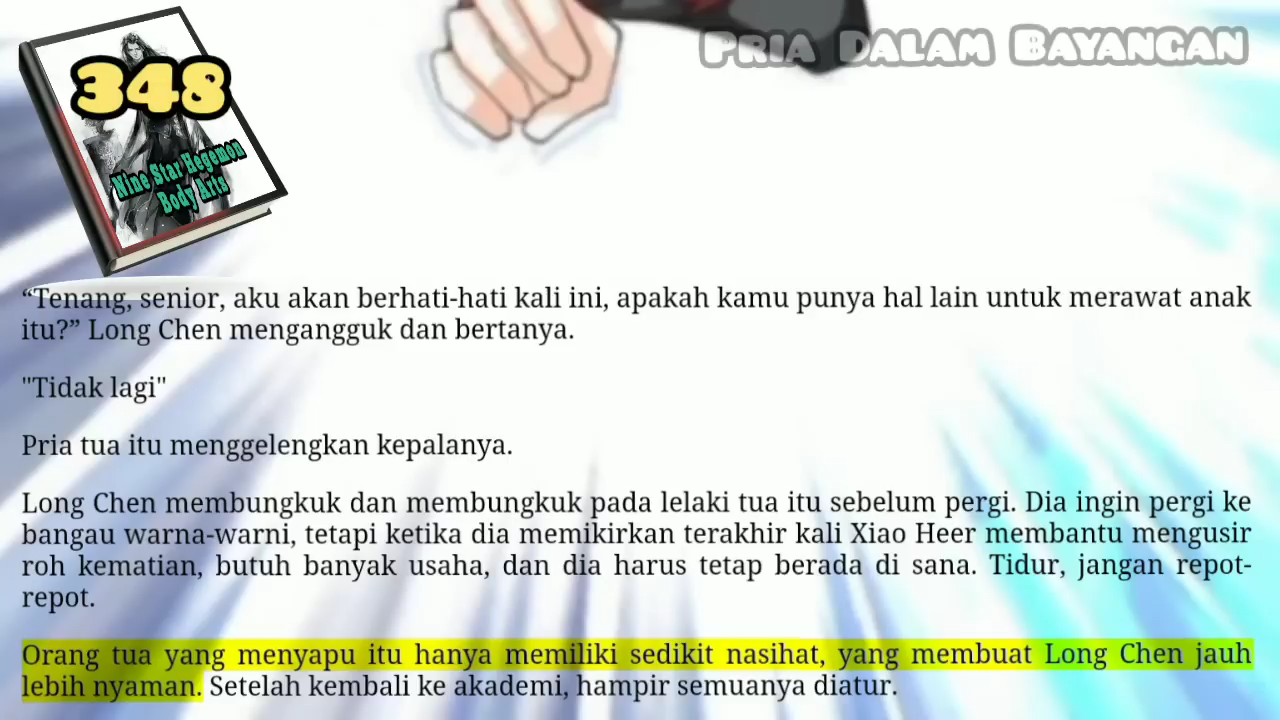 348
Nine Star Hegemon
Body Arts
Pria Dalam Bayangan
“Tenang, senior, aku akan berhati-hati kali ini, apakah kamu punya hal lain untuk merawat anak
itu?” Long Chen mengangguk dan bertanya.
"Tidak lagi"
Pria tua itu menggelengkan kepalanya.
Long Chen membungkuk dan membungkuk pada lelaki tua itu sebelum pergi. Dia ingin pergi ke
bangau warna-warni, tetapi ketika dia memikirkan terakhir kali Xiao Heer membantu mengusir
roh kematian, butuh banyak usaha, dan dia harus tetap berada di sana. Tidur, jangan repot-
repot.
Orang tua yang menyapu itu hanya memiliki sedikit nasihat, yang membuat Long Chen jauh
lebih nyaman. Setelah kembali ke akademi, hampir semuanya diatur.